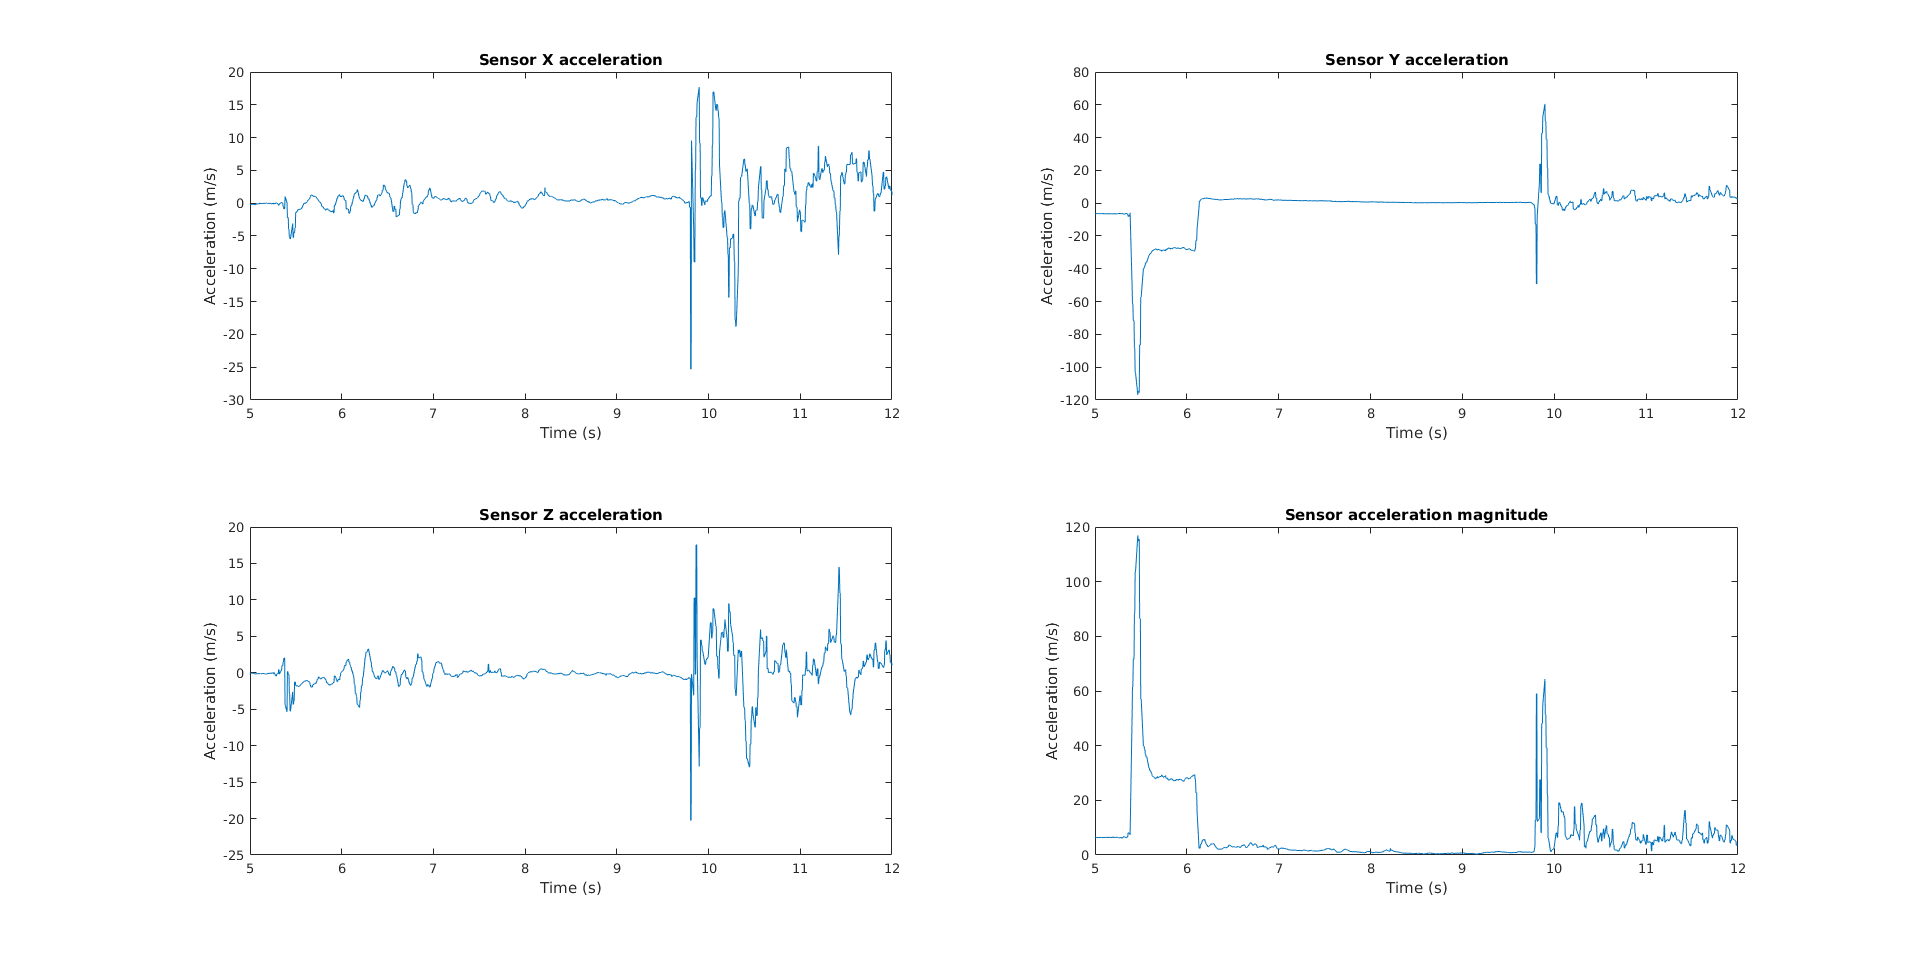 Sensor X acceleration
20
15
10
5
0
-5
-10
-15
-20
-25
-30
Acceleration (m/s)
5 6 7 8 9 10 11 12
Time (s)
Sensor Y acceleration
80
60
40
20
0
-20
-40
-60
-80
-100
-120
Acceleration (m/s)
5 6 7 8 9 10 11 12
Time (s)
Sensor Z acceleration
20
15
10
5
0
-5
-10
-15
-20
-25
Acceleration (m/s)
5 6 7 8 9 10 11 12
Time (s)
Sensor acceleration magnitude
120
100
80
60
40
20
0
Acceleration (m/s)
5 6 7 8 9 10 11 12
Time (s)